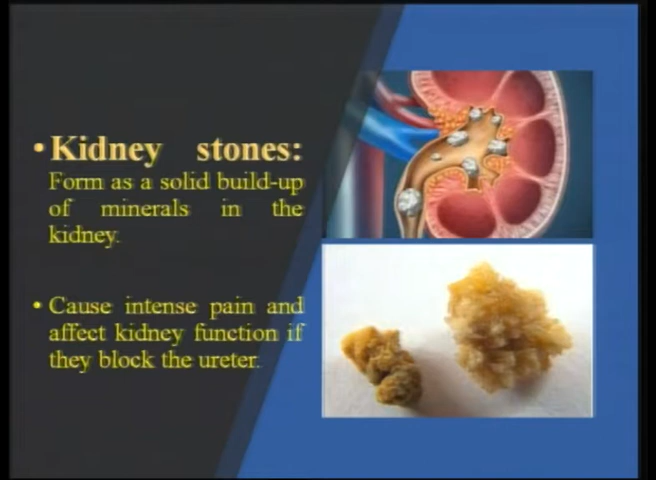 • Kidney stones:
Form as a solid build-up
of minerals in the
kidney.
• Cause intense pain and
affect kidney function if
they block the ureter.